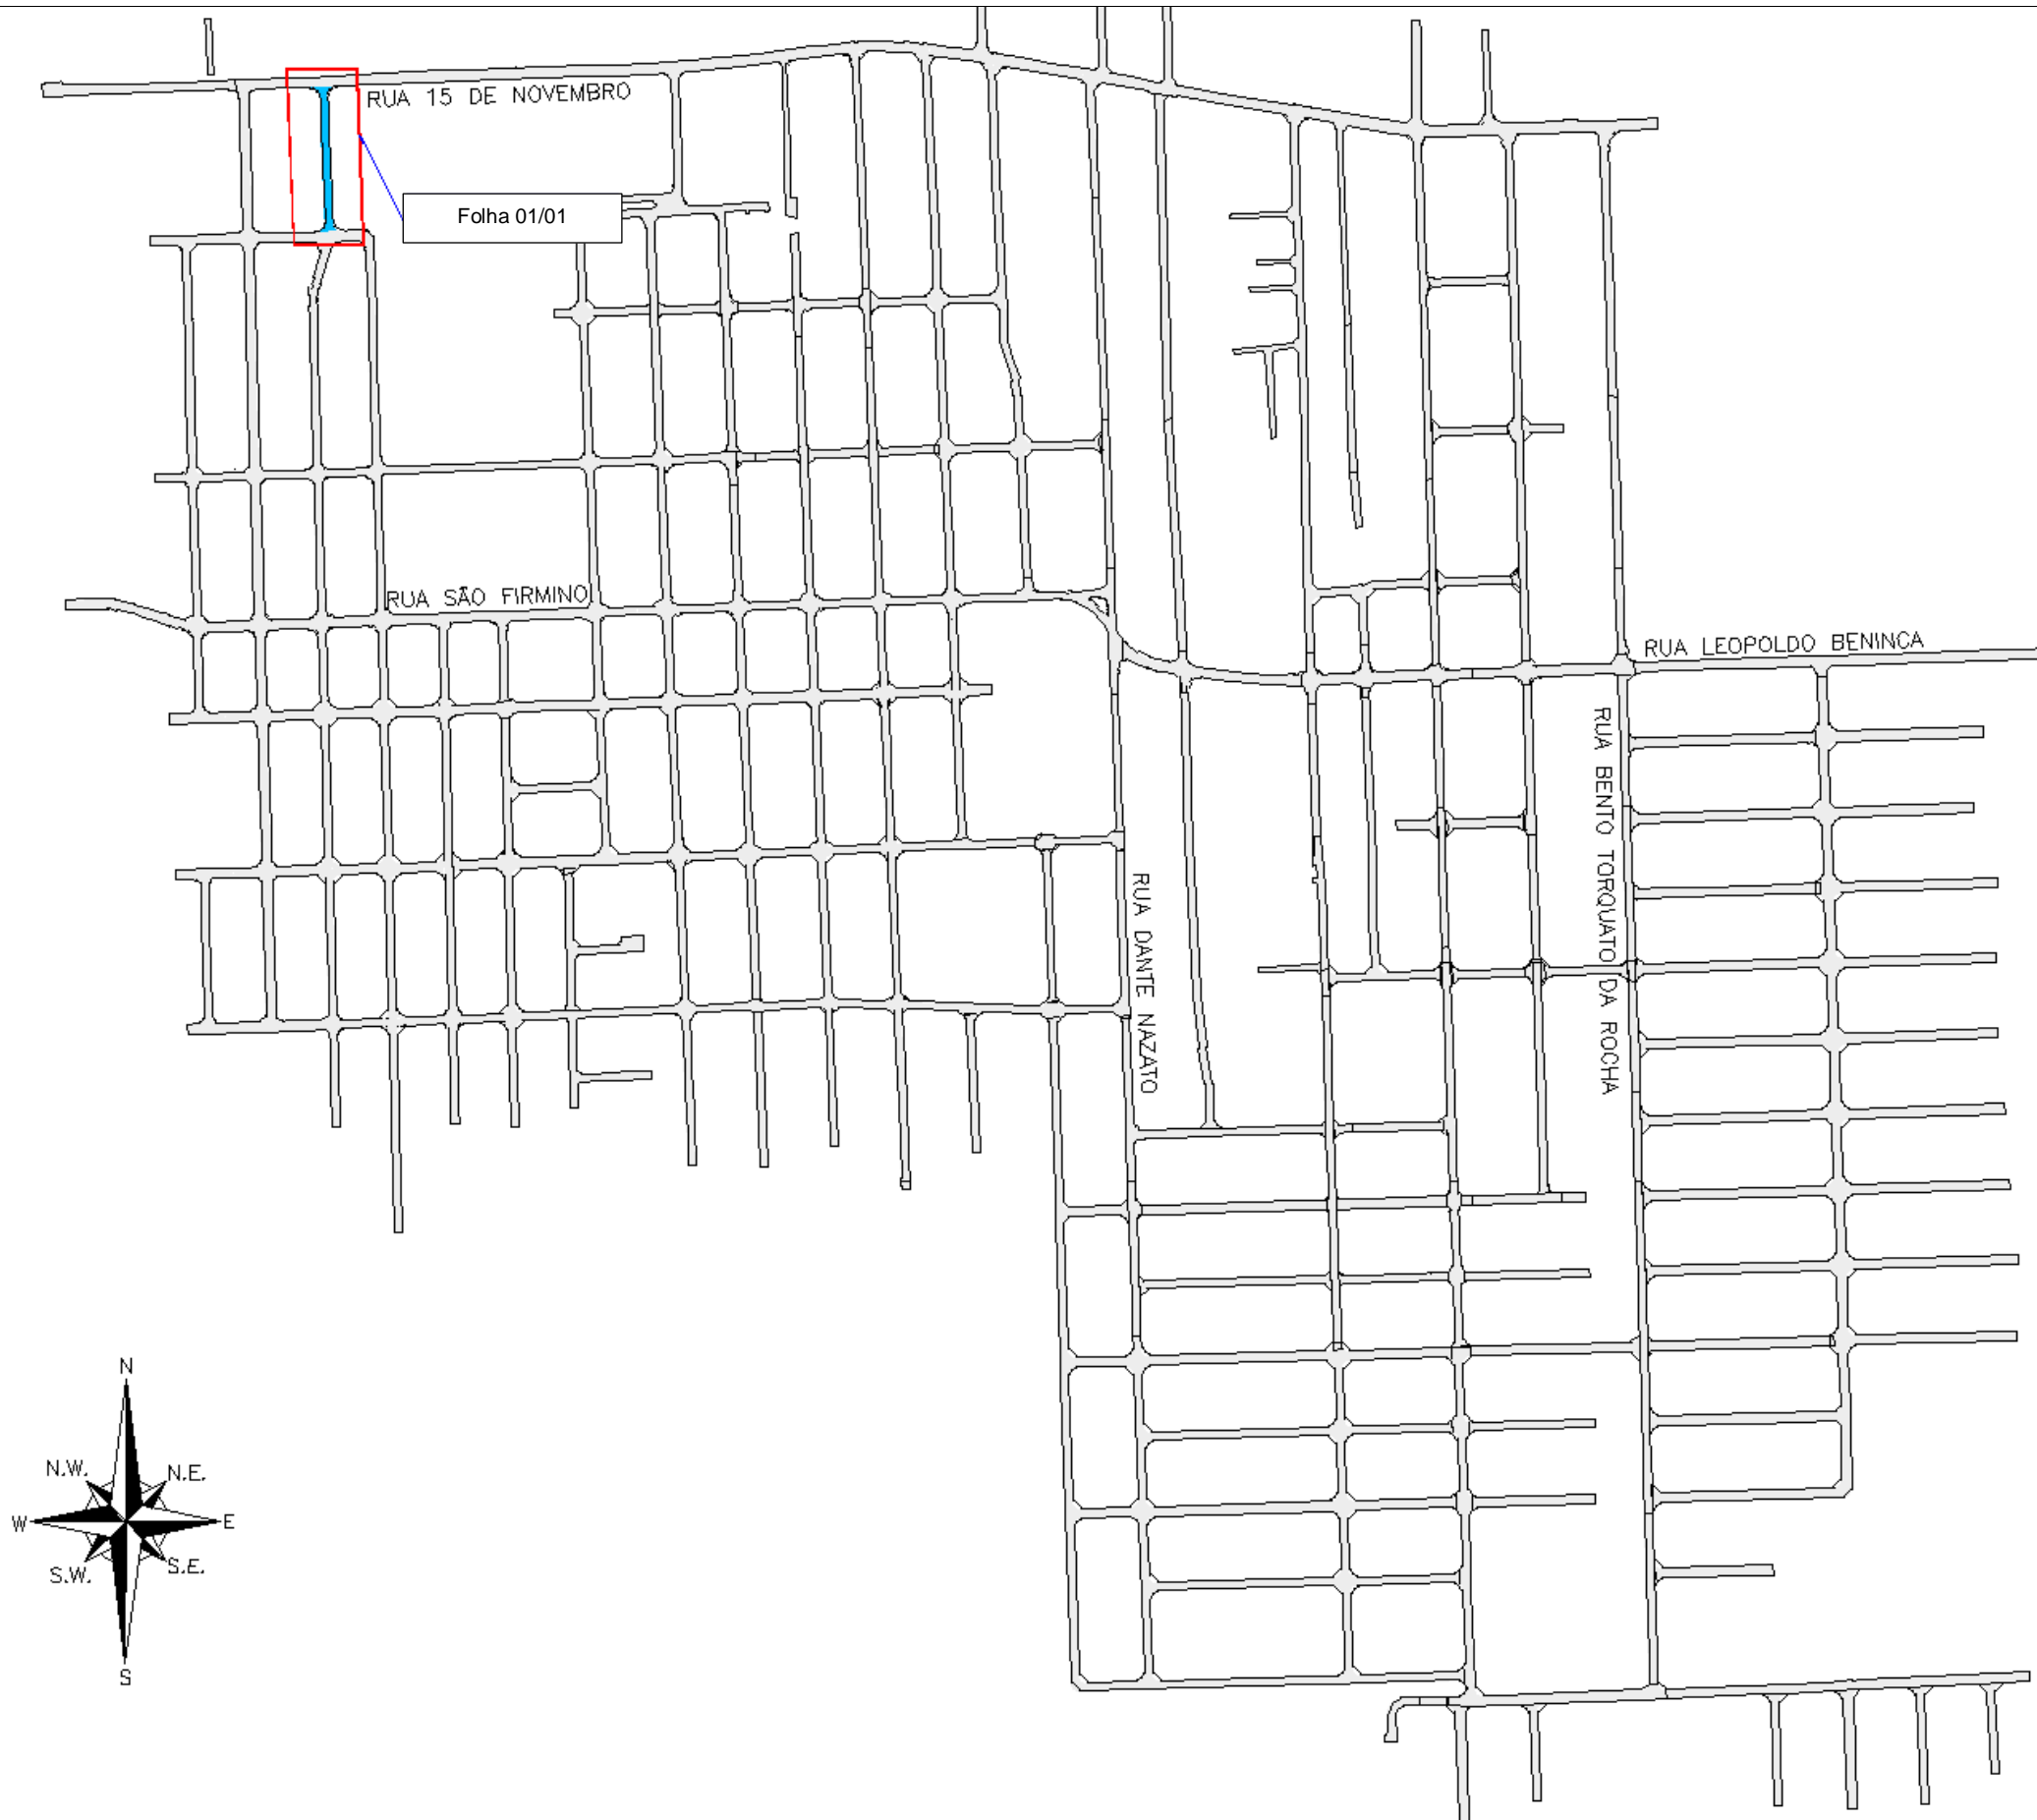 RUA 15 DE NOVEMBRO
Folha 01/01
RUA SÃO FIRMINO
RUA LEOPOLDO BENINCA
RUA BENTO TORQUATO DA ROCHA
RUA DANTE NAZATO
N
N.W.
N.E.
W
E
S.W.
S.E.
S